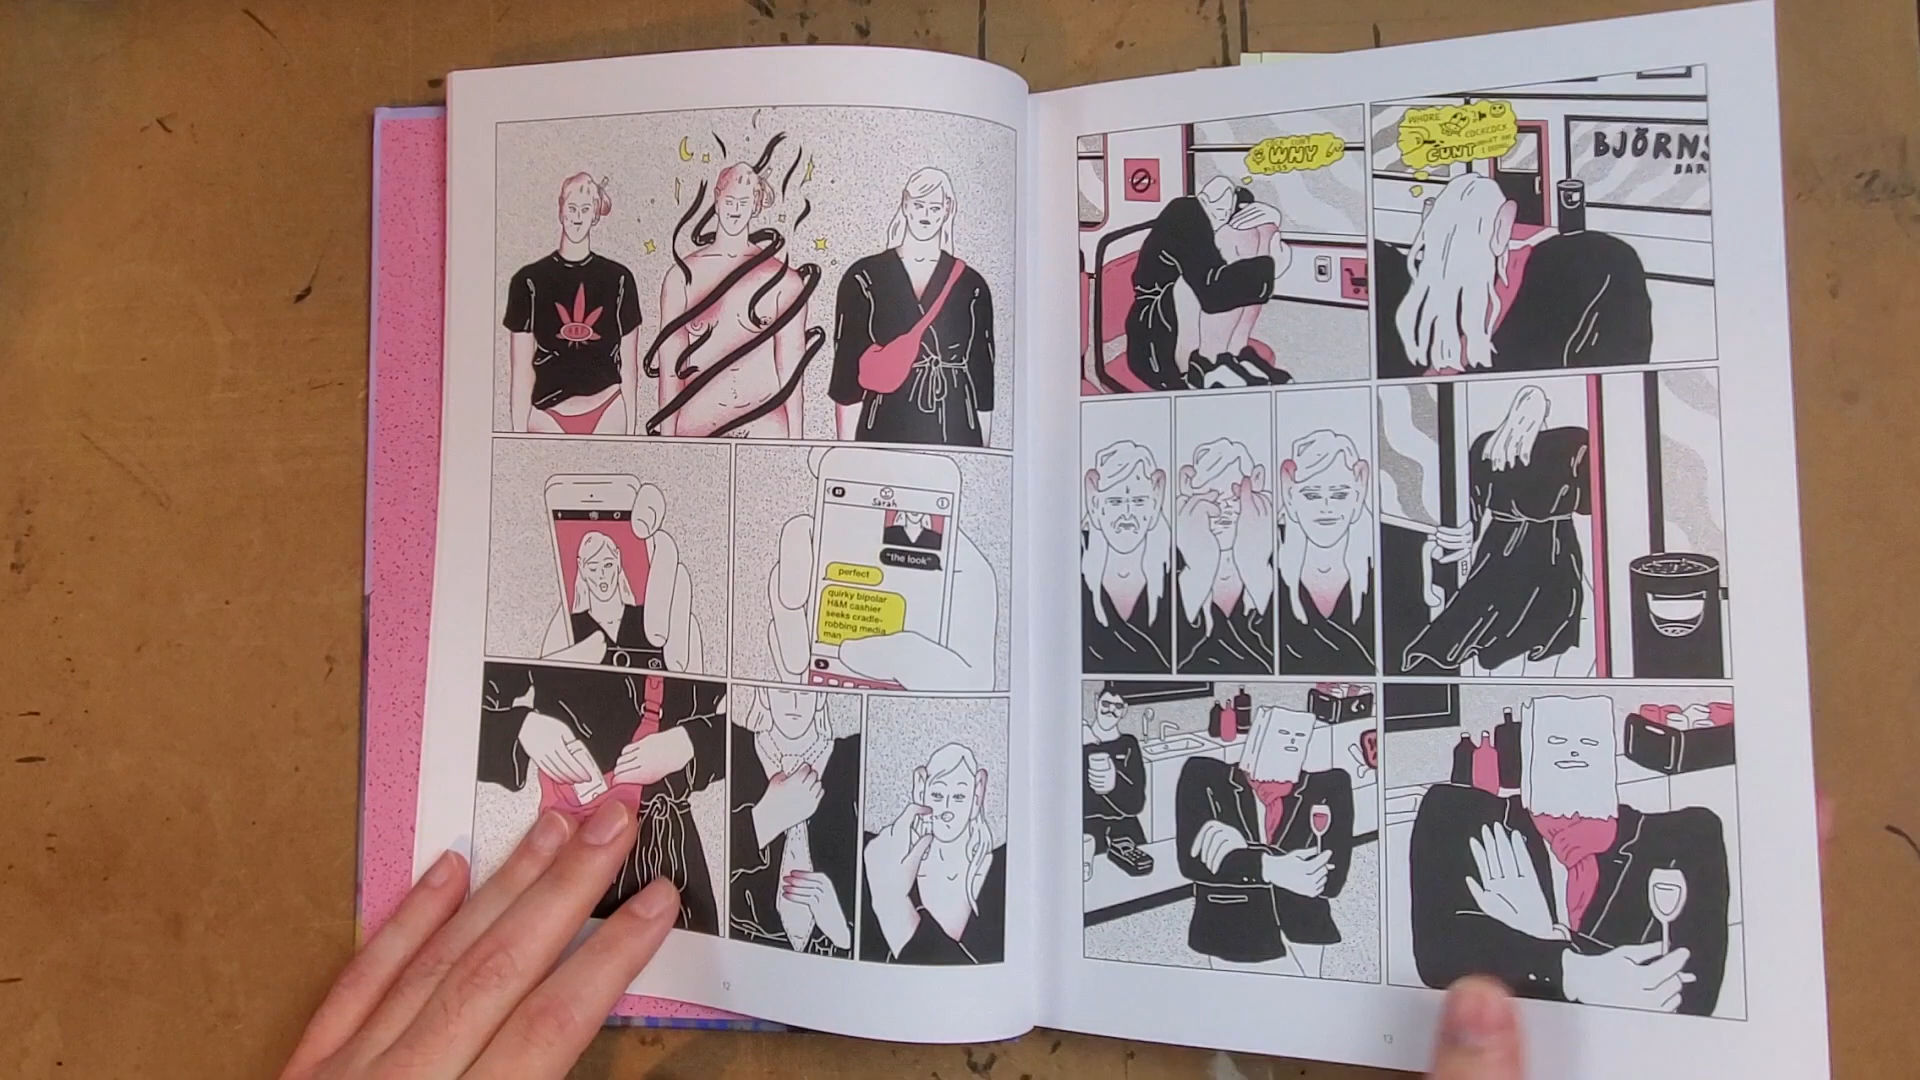 Sarah
"the look"
perfect
quirky bipolar
H&M cashier
seeks cradle-
robbing media
man
12
WHY
WHORE
COCKCOCK
CUNT
BJÖRNS
BAR
13